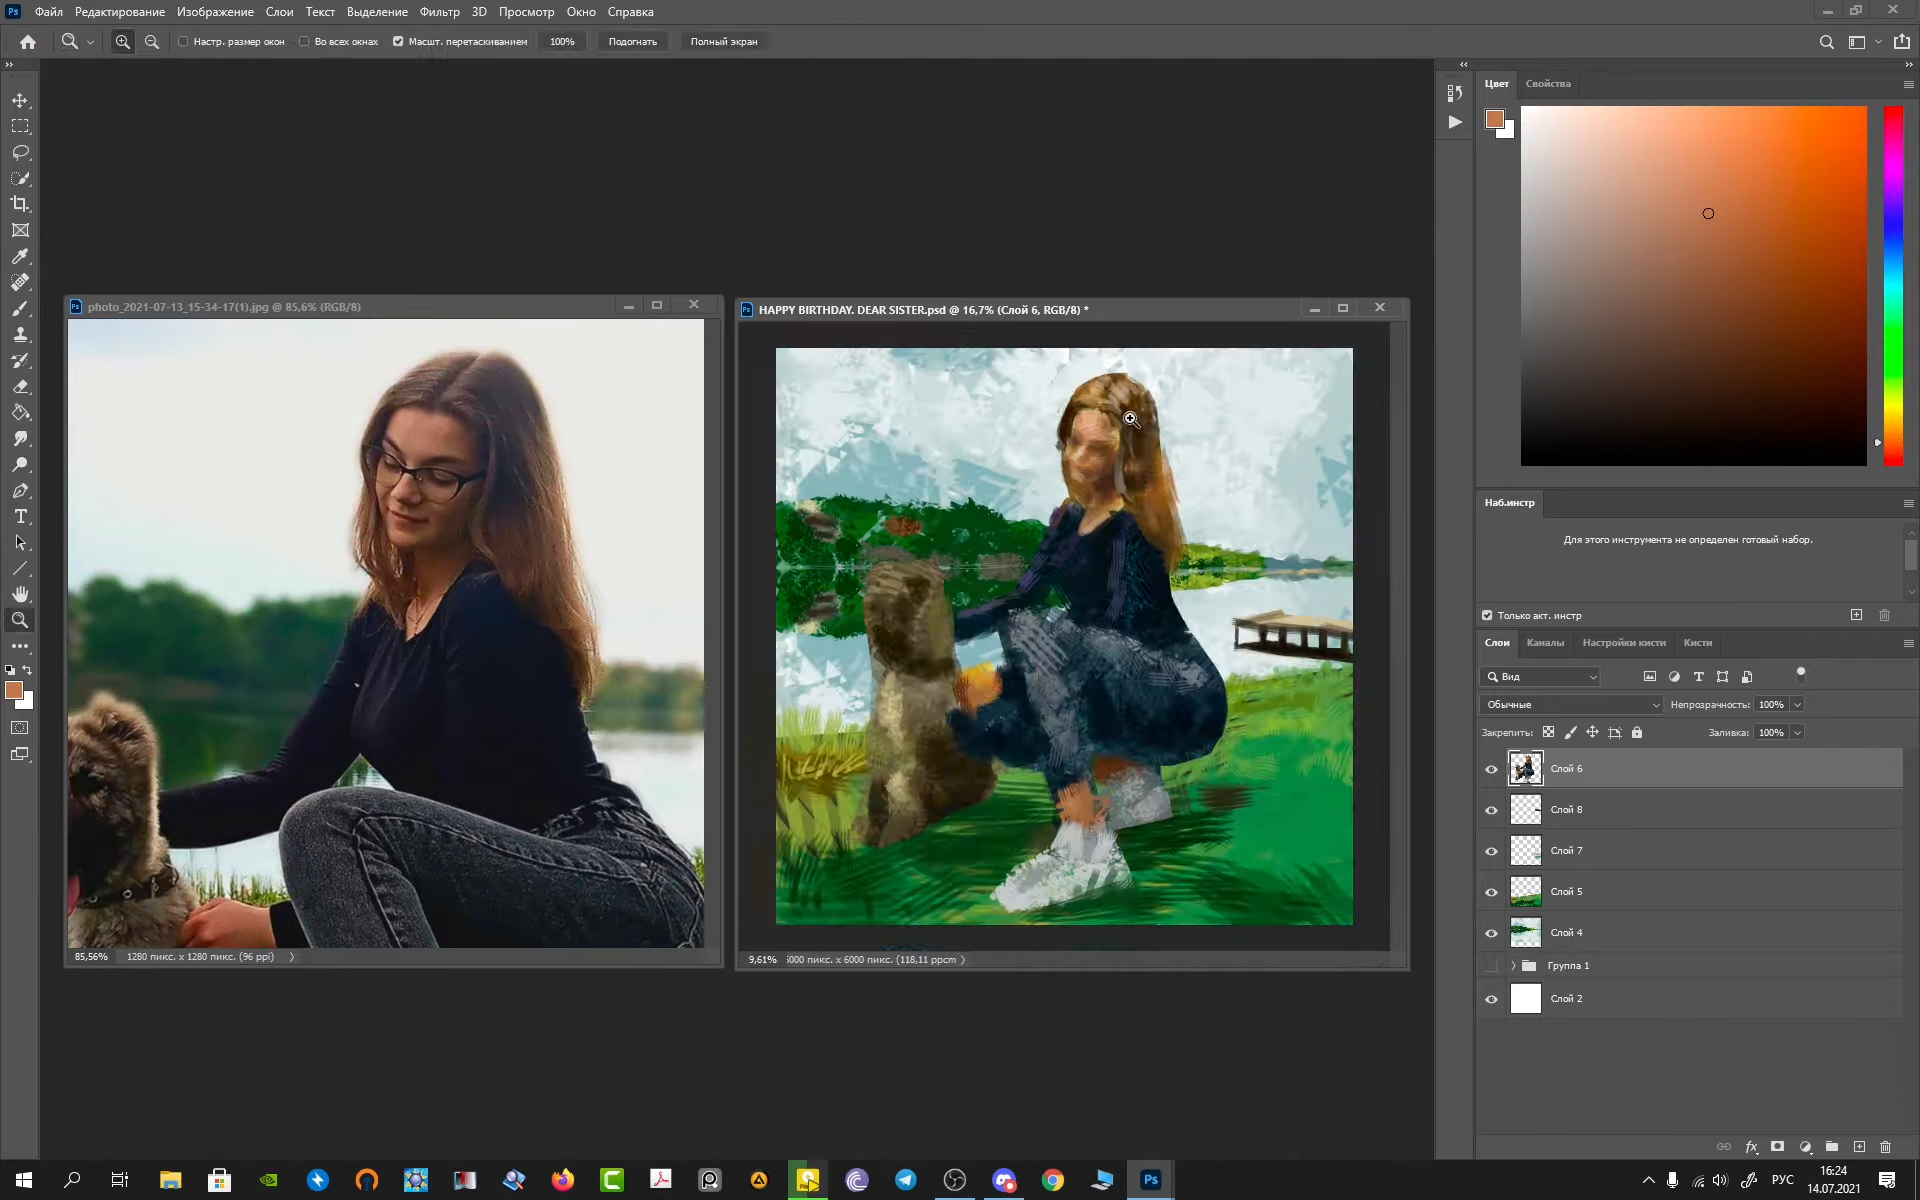 Файл Редактирование Изображение Слои Текст Выделение Фильтр 3D Просмотр Окно Справка
Настр. размер окон Во всех окнах Масшт. перетаскиванием 100% Подогнать Полный экран
Цвет Свойства
photo_2021-07-13_15-34-17(1).jpg @ 85,6% (RGB/8)
HAPPY BIRTHDAY. DEAR SISTER.psd @ 16,7% (Слой 6, RGB/8) *
Наб.инстр
Для этого инструмента не определен готовый набор.
Только акт. инстр
Слои Каналы Настройки кисти Кисти
Вид
Обычные Непрозрачность: 100%
Закрепить: Заливка: 100%
Слой 6
Слой 8
Слой 7
Слой 5
Слой 4
Группа 1
Слой 2
85,56% 1280 пикс. x 1280 пикс. (96 ppi)
9,61% 5000 пикс. x 6000 пикс. (118,11 ppcm)
fx
РУС
16:24
14.07.2021